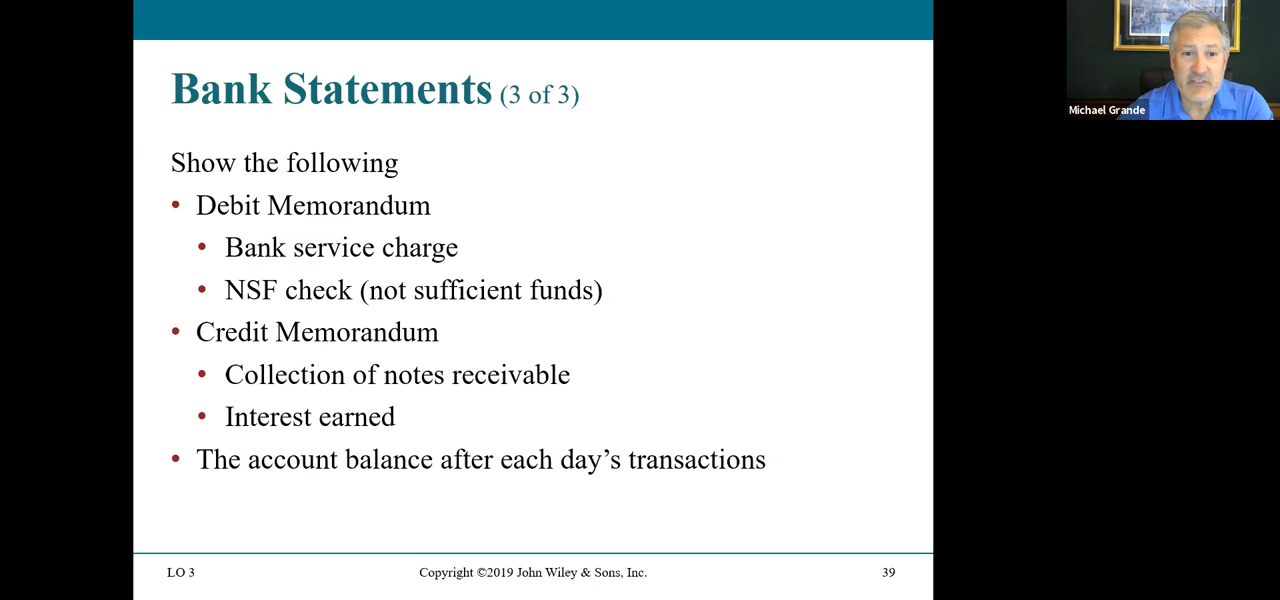 Bank Statements (3 of 3)
Show the following
• Debit Memorandum
• Bank service charge
• NSF check (not sufficient funds)
• Credit Memorandum
• Collection of notes receivable
• Interest earned
• The account balance after each day’s transactions
LO 3
Copyright ©2019 John Wiley & Sons, Inc.
39
Michael Grande